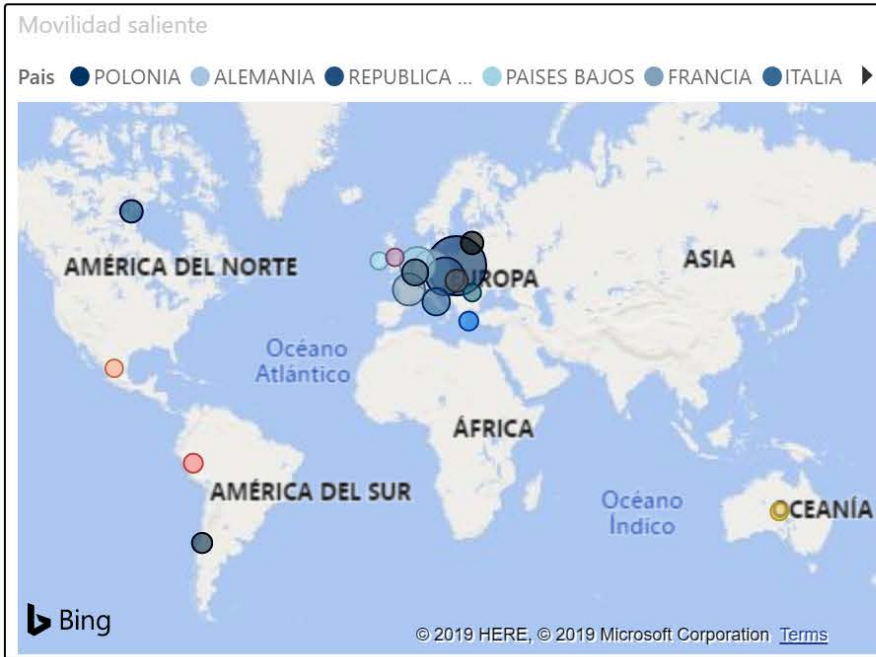 Movilidad saliente
Pais POLONIA ALEMANIA REPUBLICA ... PAISES BAJOS FRANCIA ITALIA
AMÉRICA DEL NORTE
EUROPA
ASIA
Océano
Atlántico
ÁFRICA
AMÉRICA DEL SUR
Océano
Índico
OCEANÍA
Bing
© 2019 HERE, © 2019 Microsoft Corporation Terms